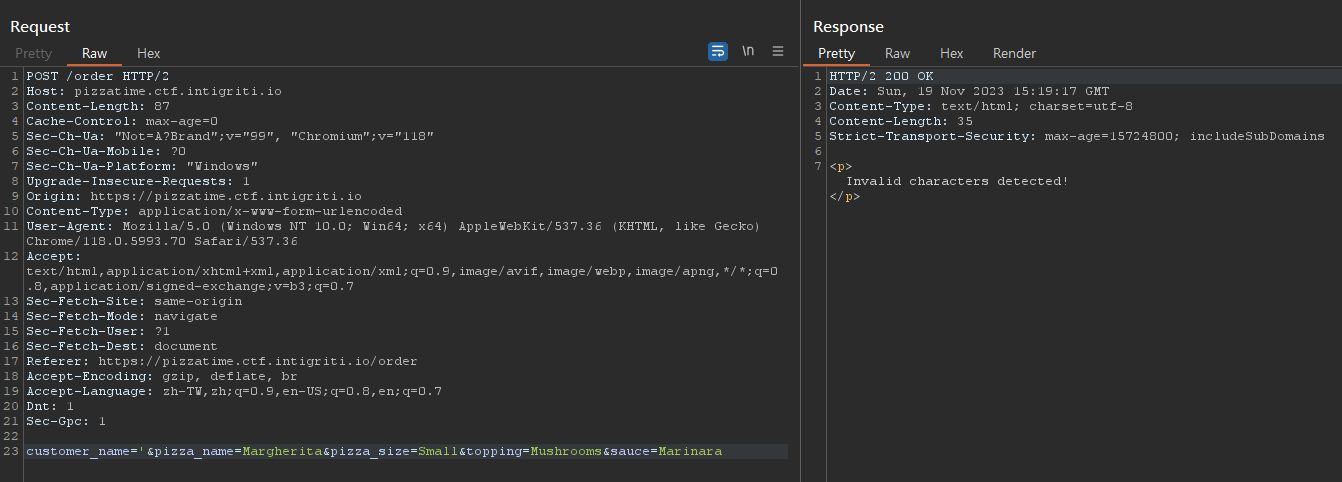 Request
Pretty Raw Hex \n
1 POST /order HTTP/2
2 Host: pizzatime.ctf.intigriti.io
3 Content-Length: 87
4 Cache-Control: max-age=0
5 Sec-Ch-Ua: "Not=A?Brand";v="99", "Chromium";v="118"
6 Sec-Ch-Ua-Mobile: ?0
7 Sec-Ch-Ua-Platform: "Windows"
8 Upgrade-Insecure-Requests: 1
9 Origin: https://pizzatime.ctf.intigriti.io
10 Content-Type: application/x-www-form-urlencoded
11 User-Agent: Mozilla/5.0 (Windows NT 10.0; Win64; x64) AppleWebKit/537.36 (KHTML, like Gecko)
Chrome/118.0.5993.70 Safari/537.36
12 Accept:
text/html,application/xhtml+xml,application/xml;q=0.9,image/avif,image/webp,image/apng,*/*;q=0
.8,application/signed-exchange;v=b3;q=0.7
13 Sec-Fetch-Site: same-origin
14 Sec-Fetch-Mode: navigate
15 Sec-Fetch-User: ?1
16 Sec-Fetch-Dest: document
17 Referer: https://pizzatime.ctf.intigriti.io/order
18 Accept-Encoding: gzip, deflate, br
19 Accept-Language: zh-TW,zh;q=0.9,en-US;q=0.8,en;q=0.7
20 Dnt: 1
21 Sec-Gpc: 1
22
23 customer_name='&pizza_name=Margherita&pizza_size=Small&topping=Mushrooms&sauce=Marinara
Response
Pretty Raw Hex Render
1 HTTP/2 200 OK
2 Date: Sun, 19 Nov 2023 15:19:17 GMT
3 Content-Type: text/html; charset=utf-8
4 Content-Length: 35
5 Strict-Transport-Security: max-age=15724800; includeSubDomains
6
7 <p>
Invalid characters detected!
</p>